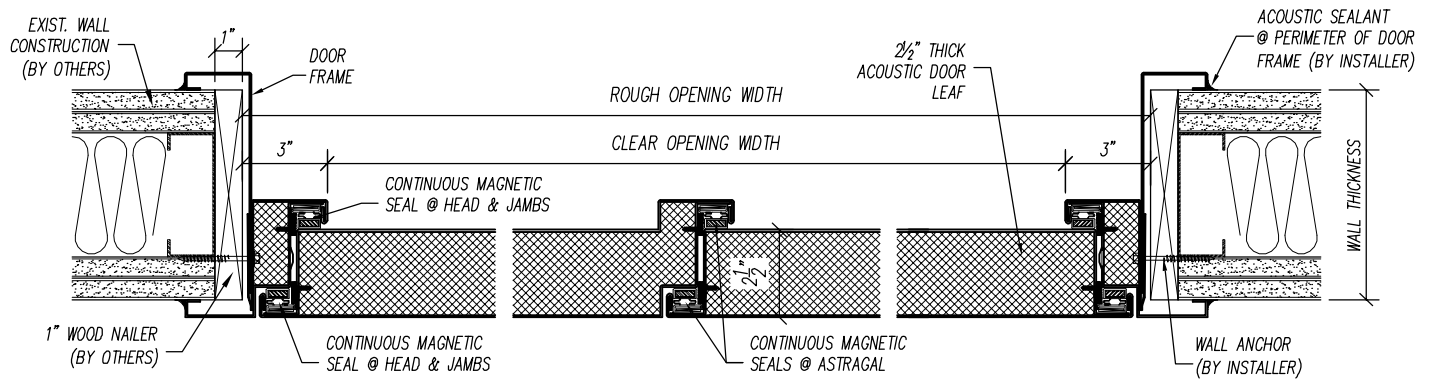 EXIST. WALL
CONSTRUCTION
(BY OTHERS)
1"
DOOR
FRAME
2½" THICK
ACOUSTIC DOOR
LEAF
ACOUSTIC SEALANT
@ PERIMETER OF DOOR
FRAME (BY INSTALLER)
ROUGH OPENING WIDTH
3"
CLEAR OPENING WIDTH
3"
CONTINUOUS MAGNETIC
SEAL @ HEAD & JAMBS
WALL THICKNESS
2½"
1" WOOD NAILER
(BY OTHERS)
CONTINUOUS MAGNETIC
SEAL @ HEAD & JAMBS
CONTINUOUS MAGNETIC
SEALS @ ASTRAGAL
WALL ANCHOR
(BY INSTALLER)